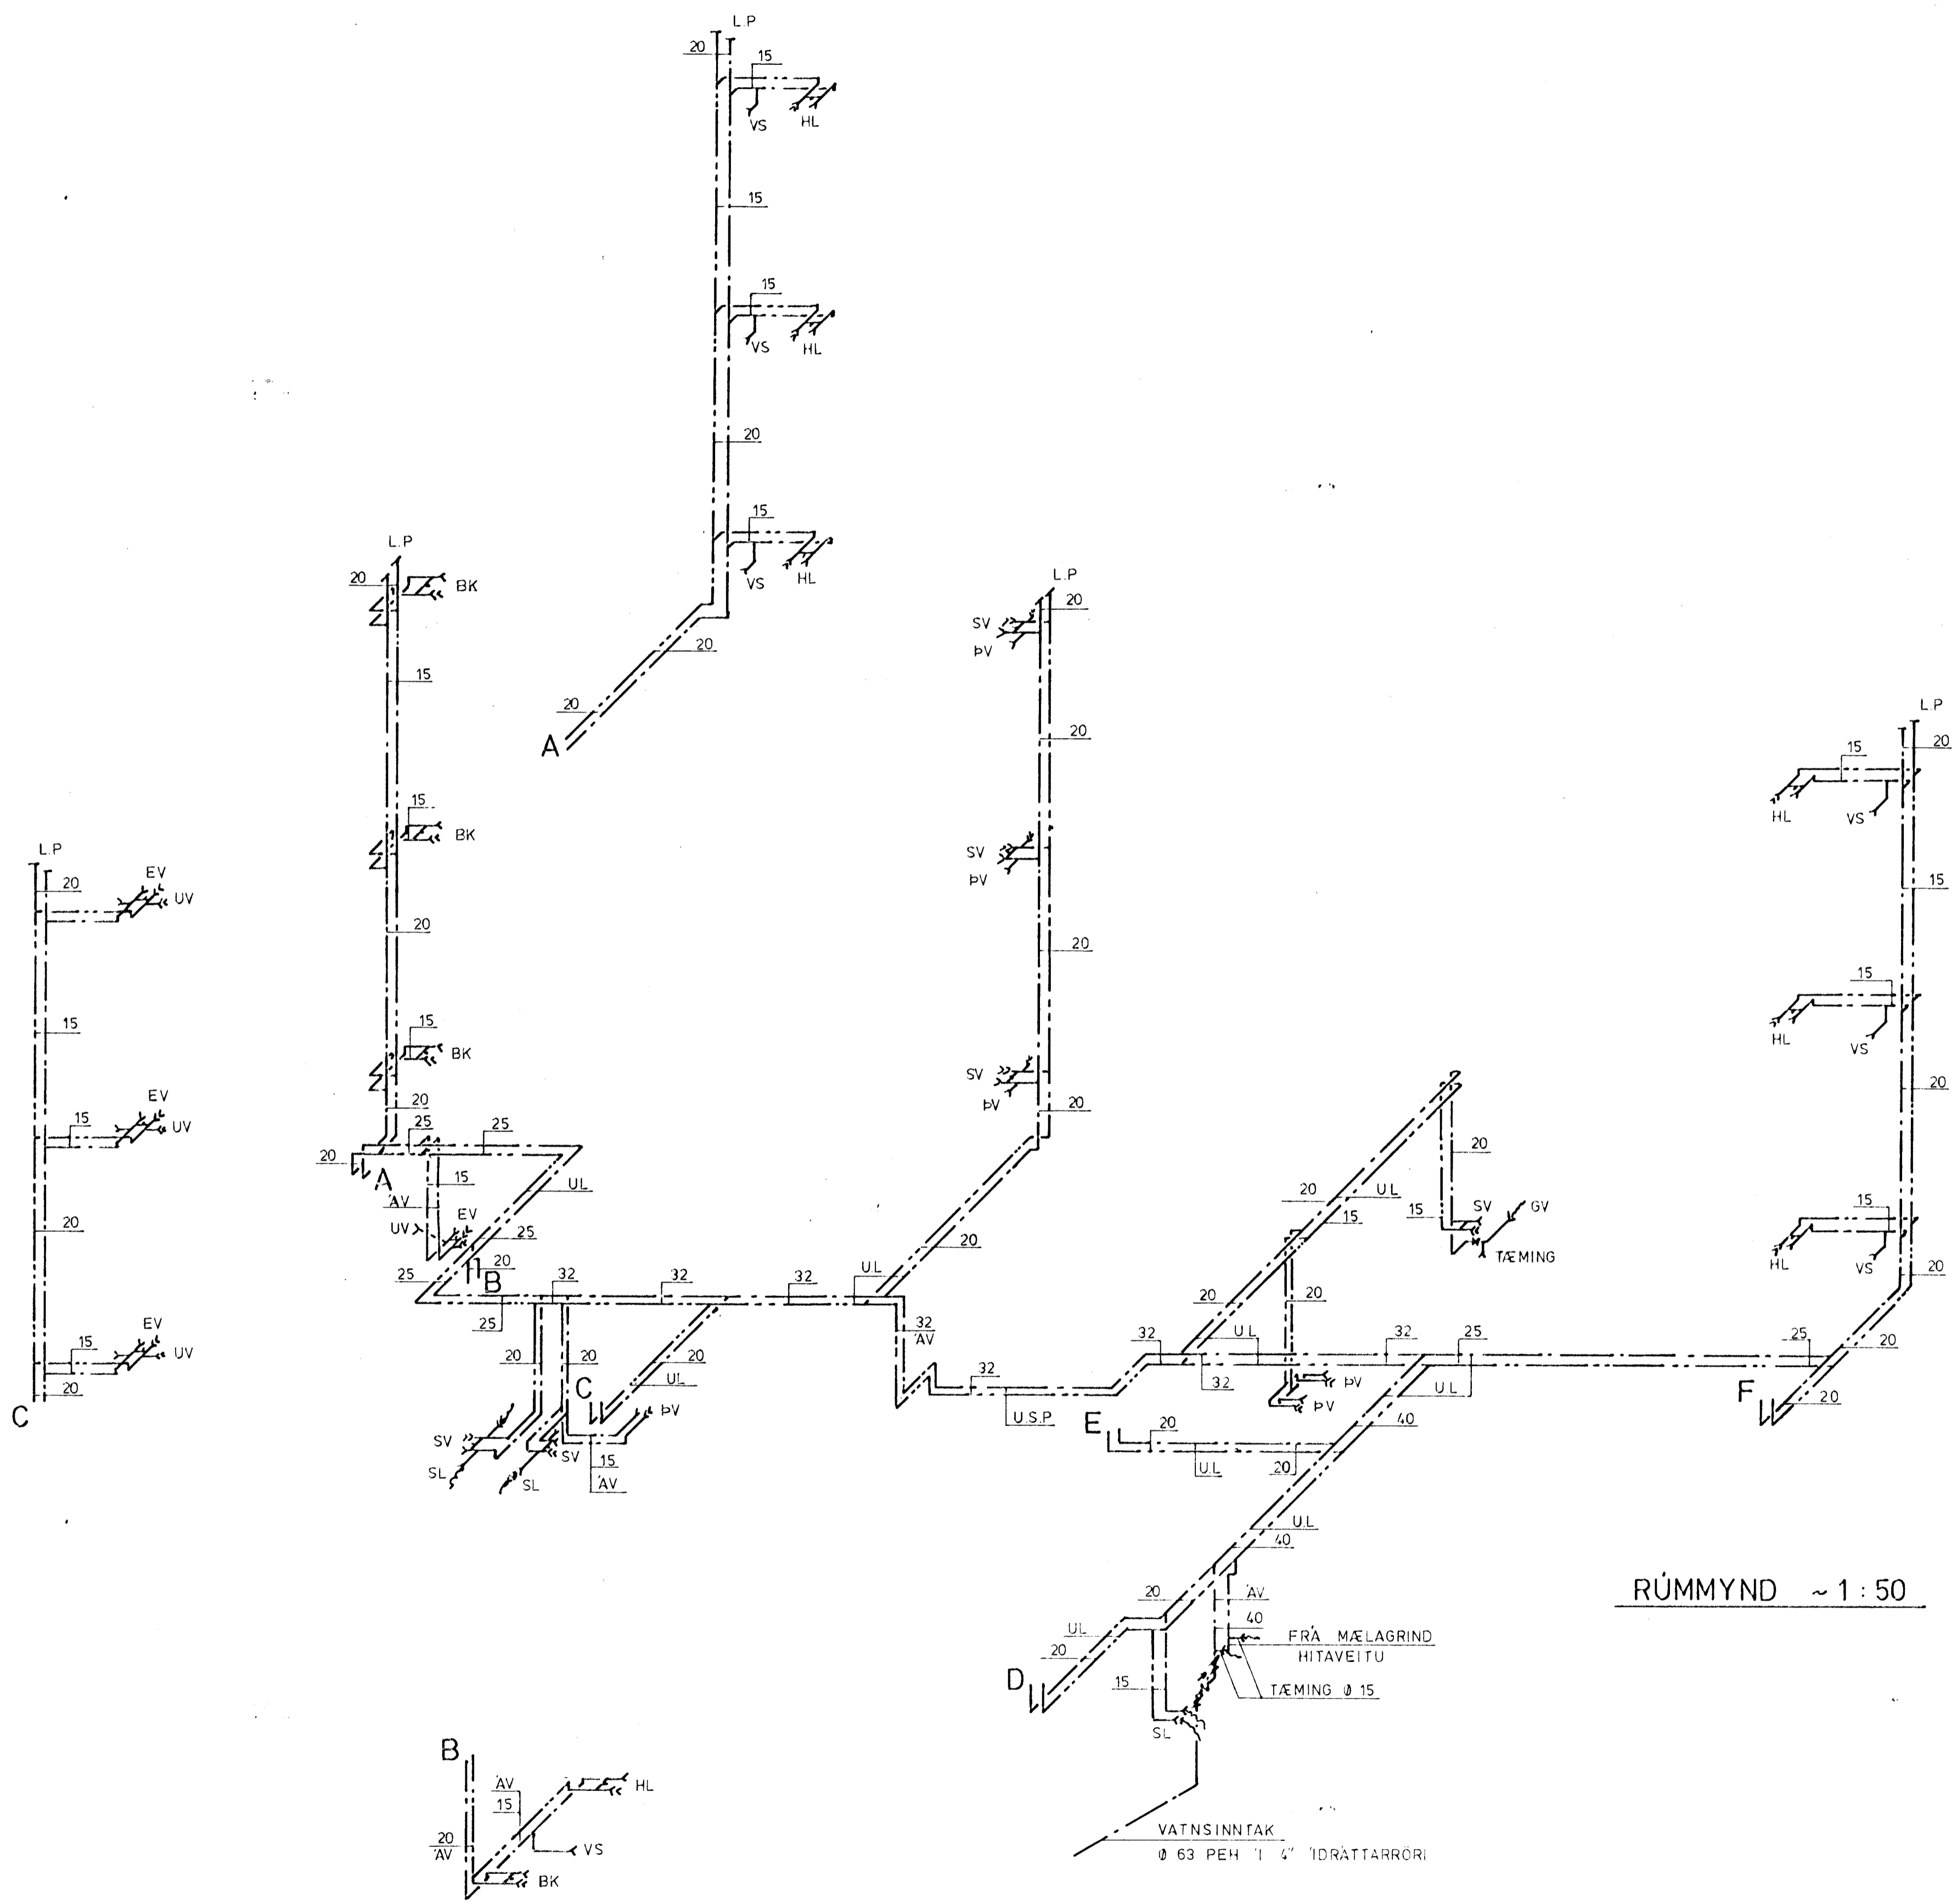 L.P
20
15
VS
HL
15
15
VS
HL
20
15
VS
HL
20
20
A
L.P
20
BK
15
15
BK
20
15
BK
20
25
25
20
A
15
ÁV
UL
UV
EV
25
20
B
25
25
32
32
32
U.L
L.P
20
EV
UV
15
EV
15
UV
20
EV
15
UV
20
C
20
20
C
20
UL
ÞV
SV
SL
SV
SL
15
ÁV
L.P
20
SV
ÞV
20
SV
ÞV
20
SV
ÞV
20
20
32
ÁV
32
U.S.P
20
20
U.L
15
15
SV
GV
TÆMING
20
20
32
U.L
32
32
25
25
ÞV
ÞV
U.L
40
E
20
U.L
20
U.L
40
L.P
20
15
HL
VS
15
15
HL
VS
20
15
HL
VS
20
20
F
20
20
UL
20
D
15
SL
ÁV
40
FRÁ MÆLAGRIND
HITAVEITU
TÆMING Ø 15
VATNSINNTAK
Ø 63 PEH Í 4" ÍDRÁTTARRÖRI
RÚMMYND ~ 1 : 50
B
ÁV
15
HL
20
ÁV
VS
BK